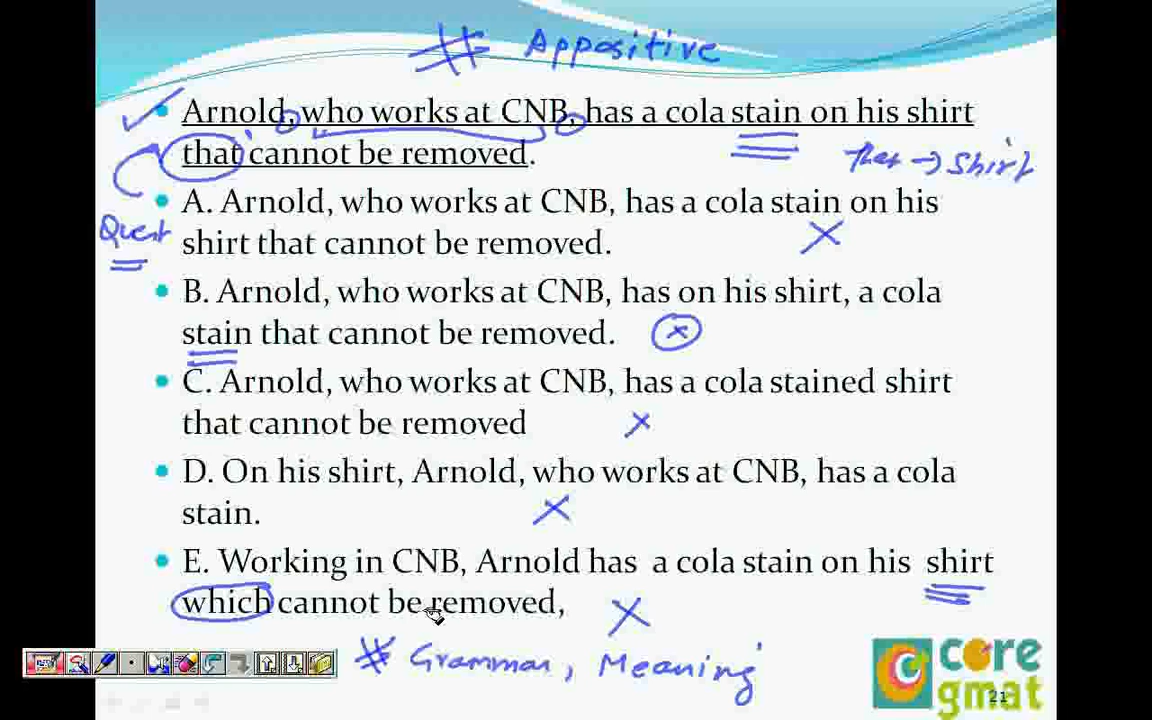 # Appositive
Arnold, who works at CNB, has a cola stain on his shirt
that cannot be removed.
that → Shirt
A. Arnold, who works at CNB, has a cola stain on his
shirt that cannot be removed.
Quest
B. Arnold, who works at CNB, has on his shirt, a cola
stain that cannot be removed.
C. Arnold, who works at CNB, has a cola stained shirt
that cannot be removed
D. On his shirt, Arnold, who works at CNB, has a cola
stain.
E. Working in CNB, Arnold has a cola stain on his shirt
which cannot be removed,
# Grammar, Meaning
core
gmat
21